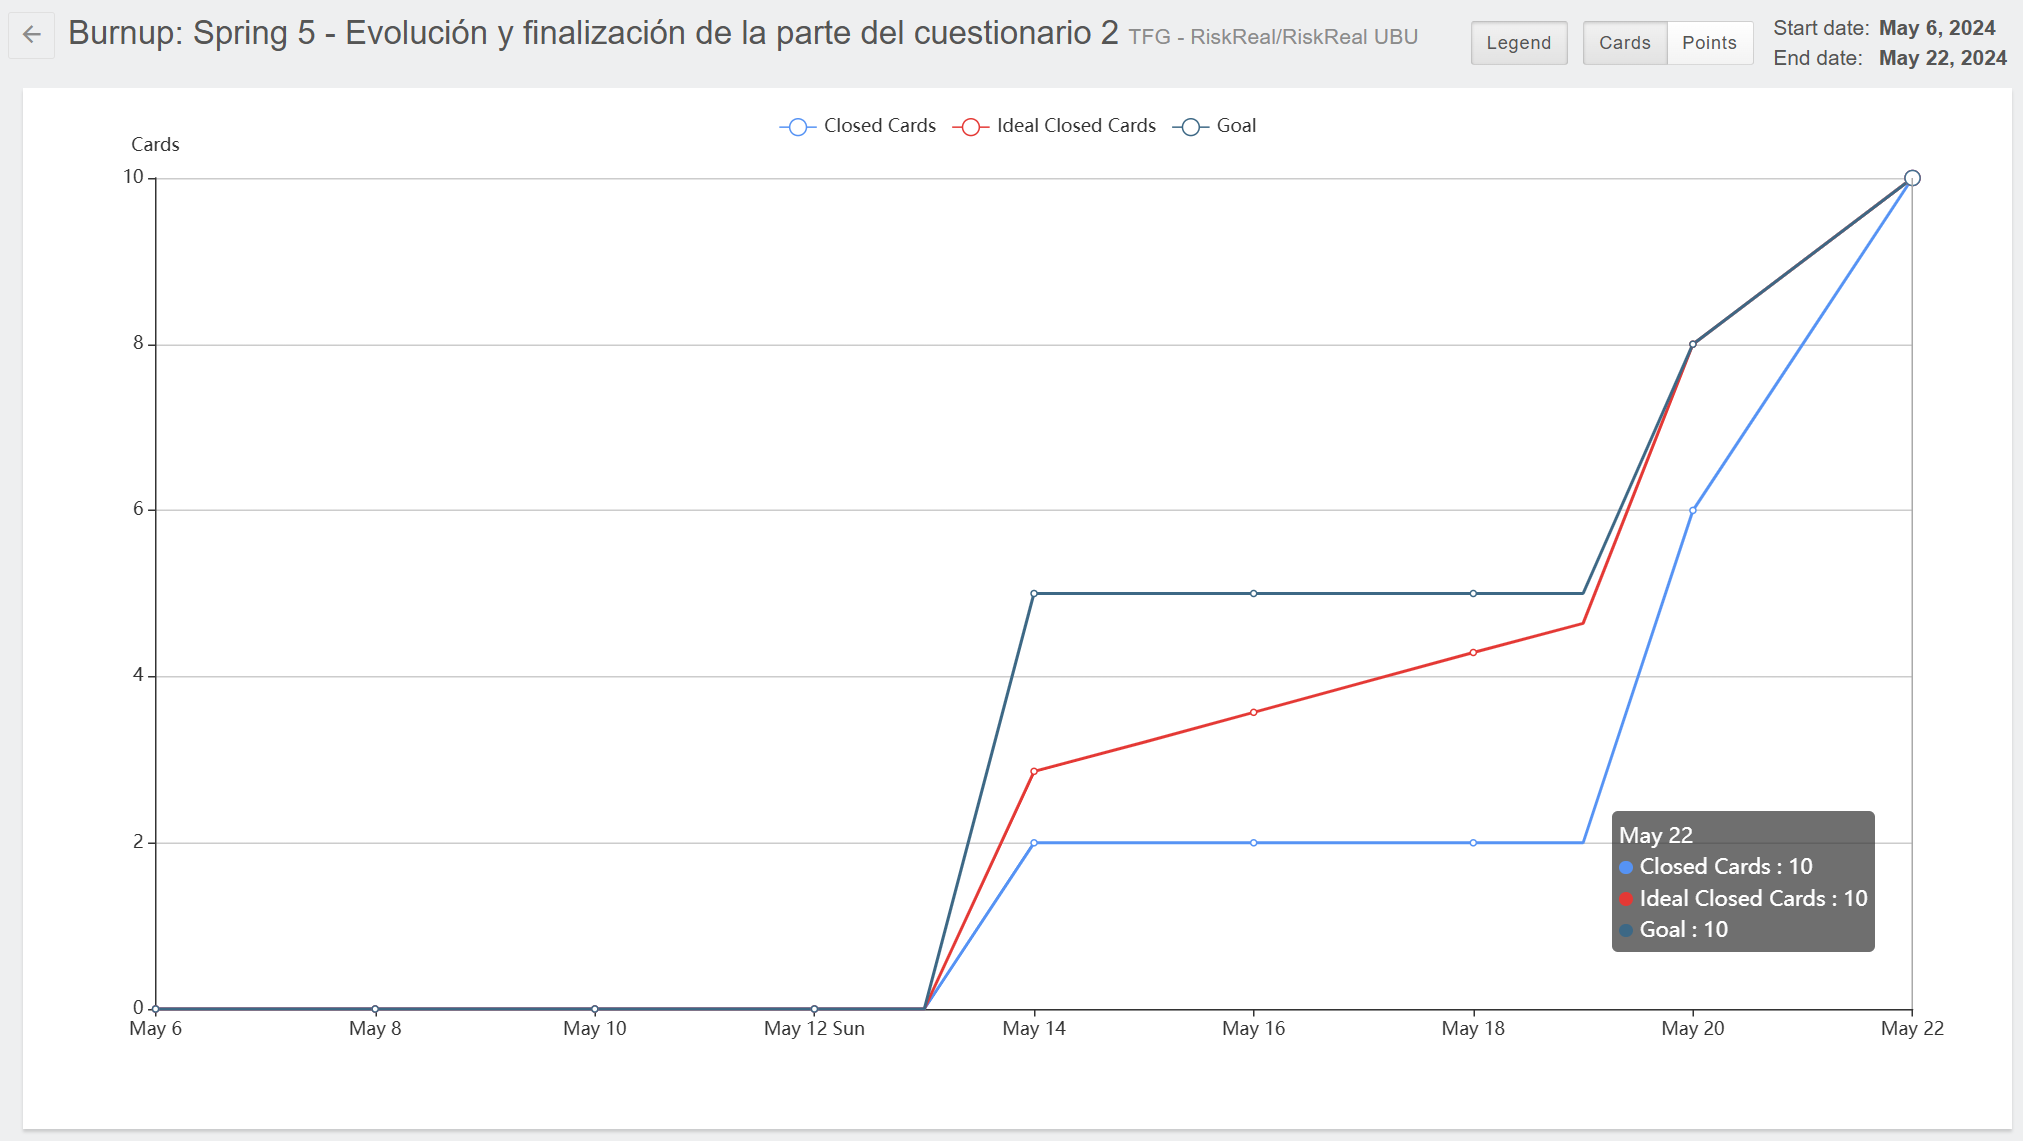 Burnup: Spring 5 - Evolución y finalización de la parte del cuestionario 2 TFG - RiskReal/RiskReal UBU
Legend
Cards Points
Start date: May 6, 2024
End date: May 22, 2024
Closed Cards Ideal Closed Cards Goal
Cards
10
8
6
4
2
0
May 22
Closed Cards : 10
Ideal Closed Cards : 10
Goal : 10
May 6 May 8 May 10 May 12 Sun May 14 May 16 May 18 May 20 May 22